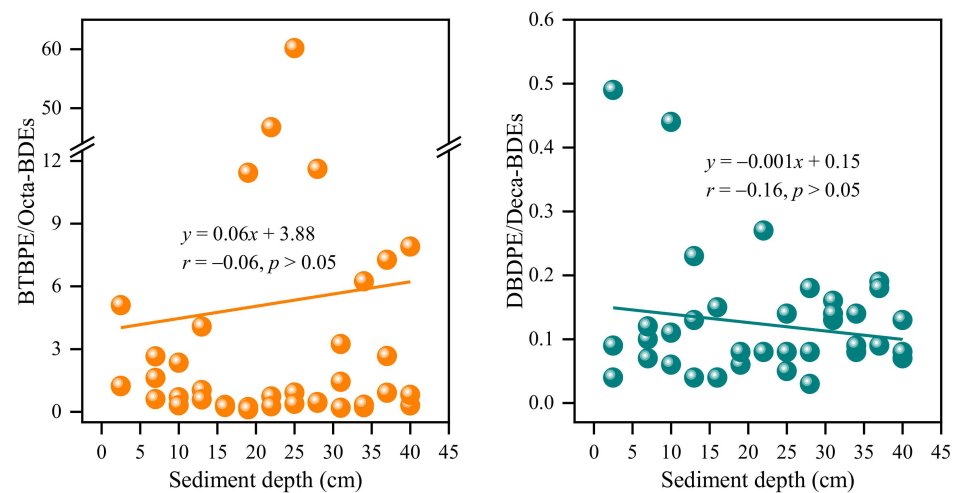 BTBPE/Octa-BDEs
60
50
12
9
6
3
0
y = 0.06x + 3.88
r = –0.06, p > 0.05
0 5 10 15 20 25 30 35 40 45
Sediment depth (cm)
DBDPE/Deca-BDEs
0.6
0.5
0.4
0.3
0.2
0.1
0.0
y = –0.001x + 0.15
r = –0.16, p > 0.05
0 5 10 15 20 25 30 35 40 45
Sediment depth (cm)